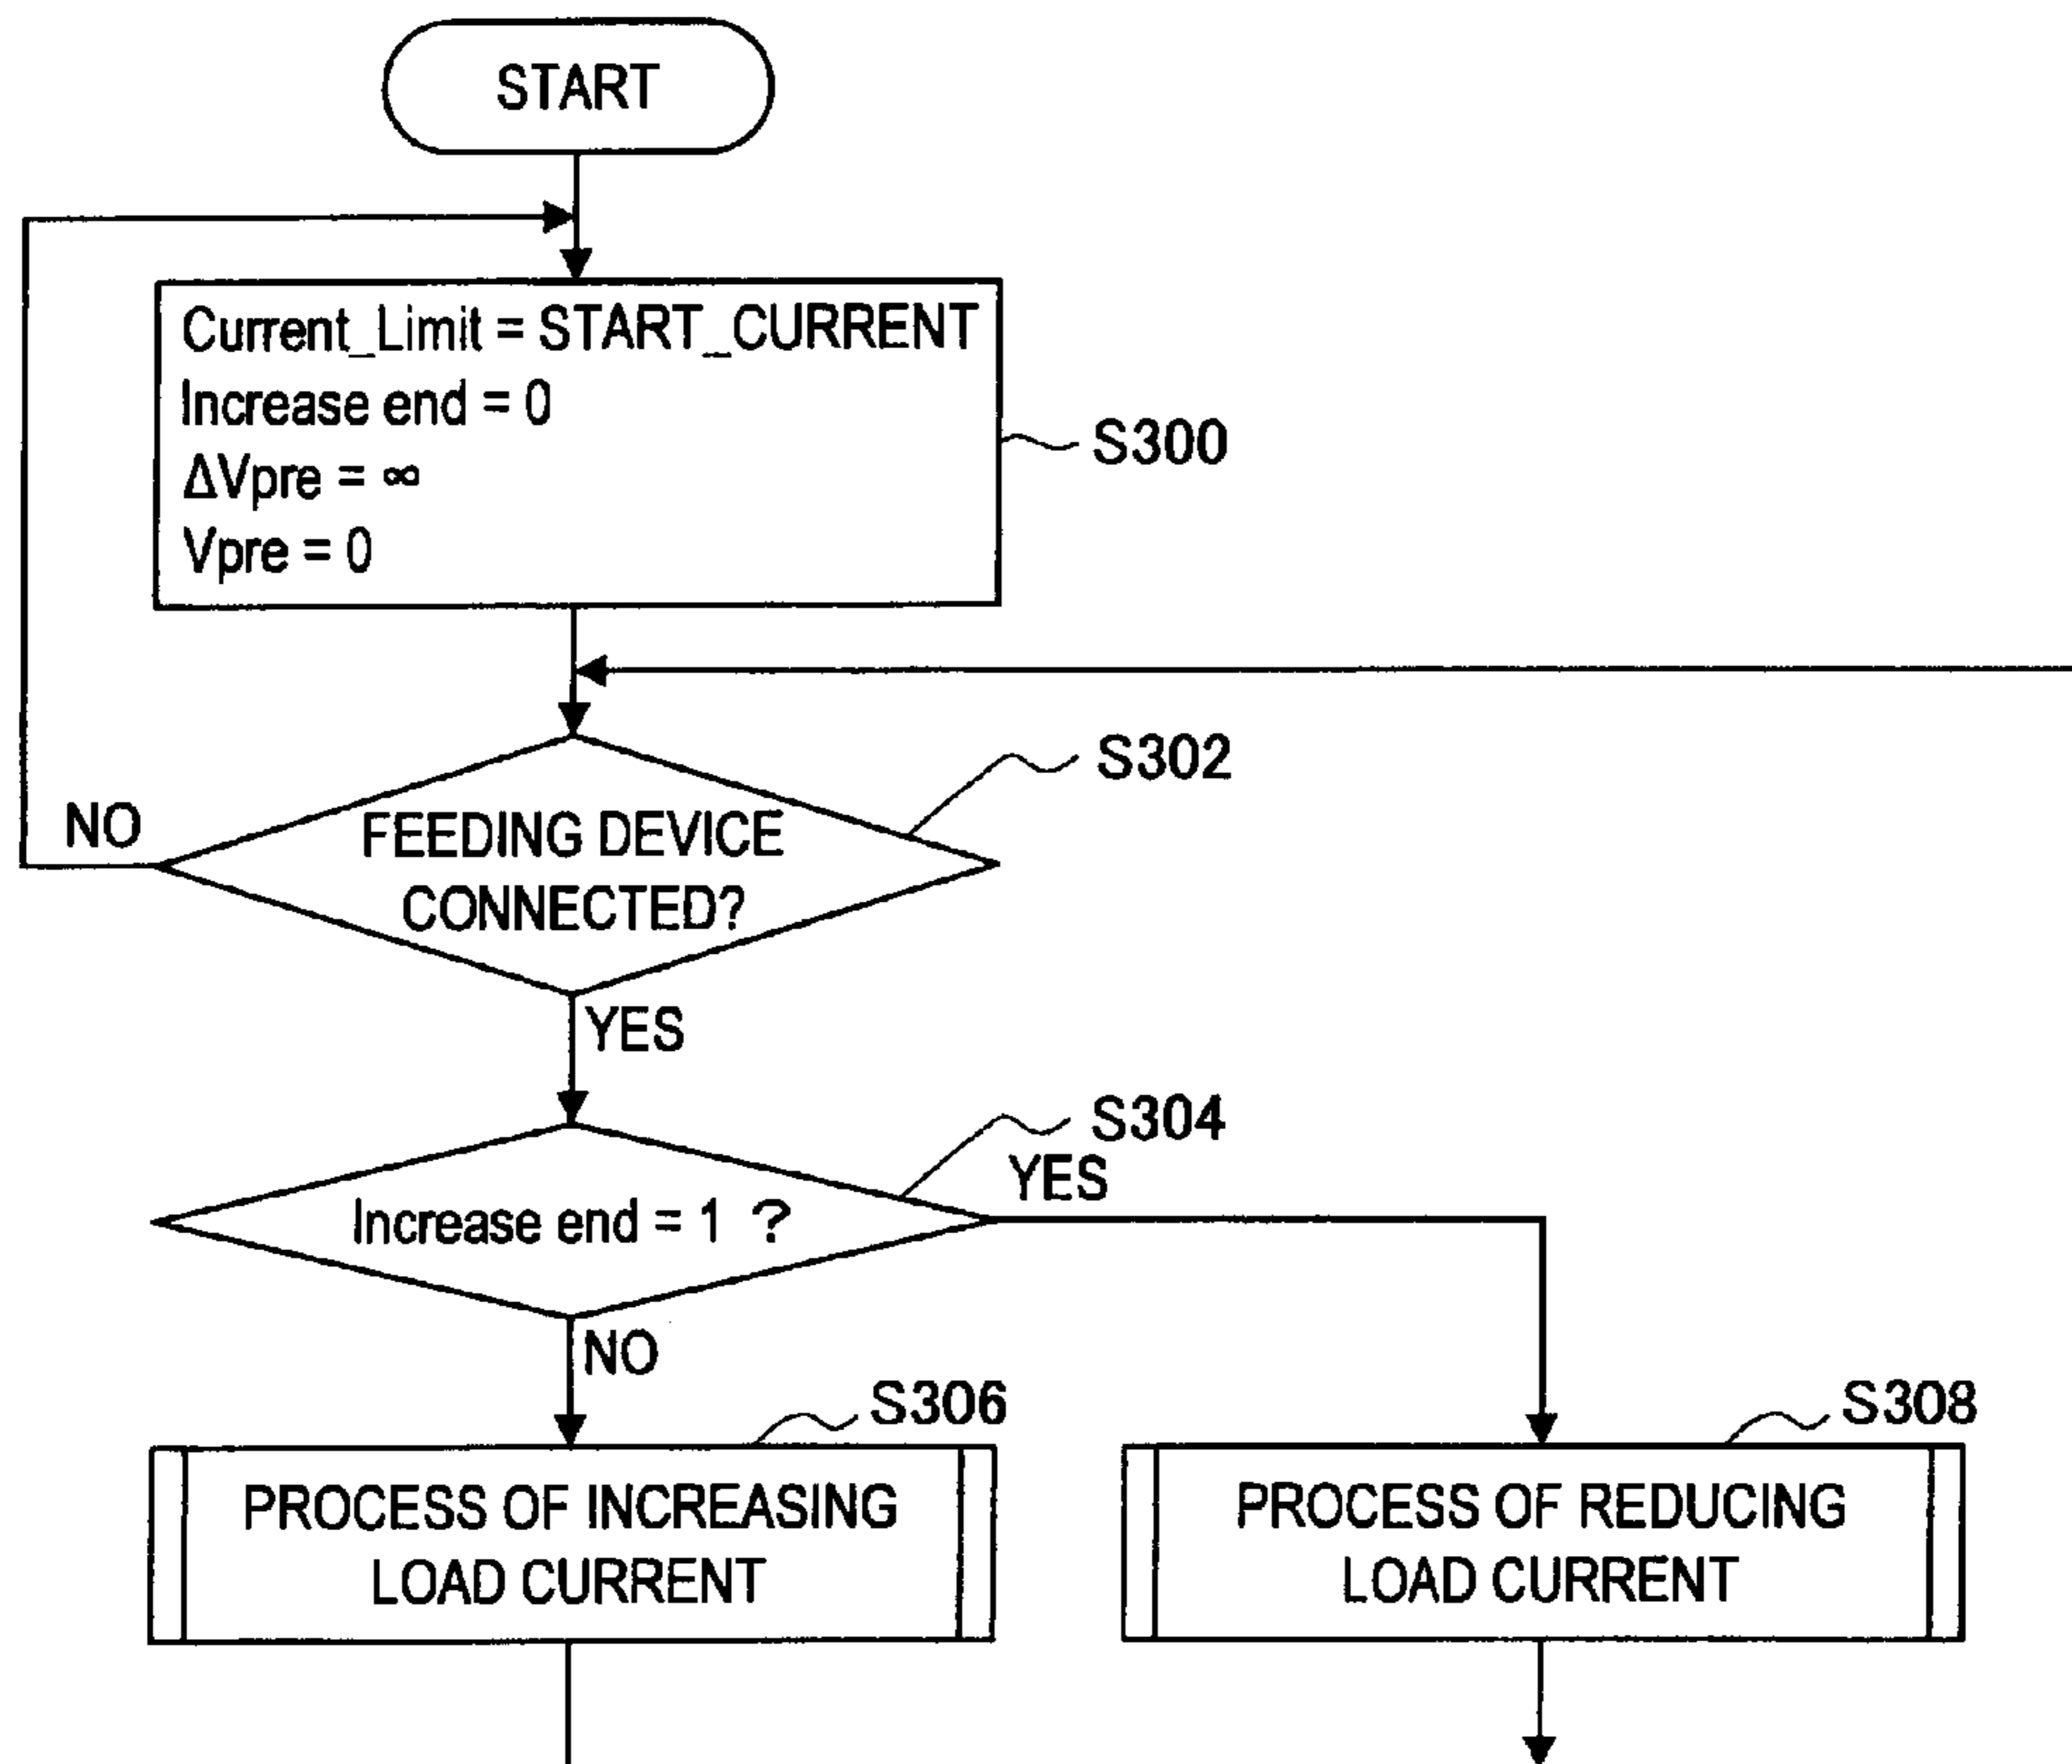 START
Current_Limit = START_CURRENT
Increase end = 0
ΔVpre = ∞
Vpre = 0
S300
S302
NO
FEEDING DEVICE
CONNECTED?
YES
S304
YES
Increase end = 1 ?
NO
S306
S308
PROCESS OF INCREASING
LOAD CURRENT
PROCESS OF REDUCING
LOAD CURRENT